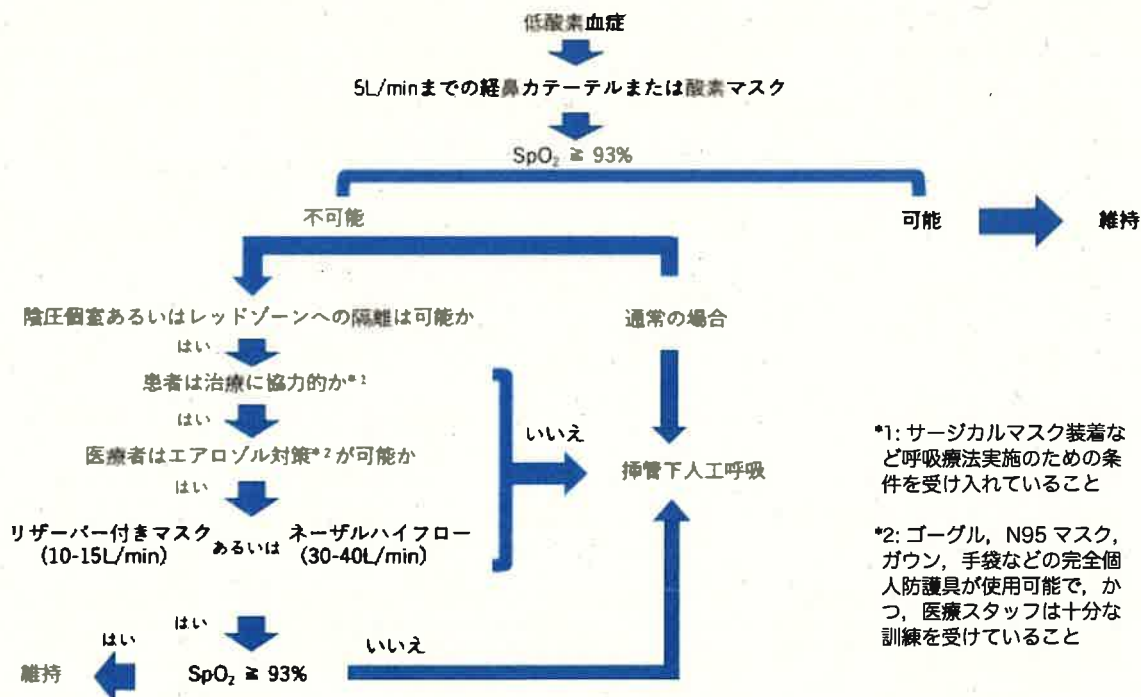 低酸素血症
5L/minまでの経鼻カテーテルまたは酸素マスク
SpO₂ ≧ 93%
不可能
可能
維持
陰圧個室あるいはレッドゾーンへの隔離は可能か
通常の場合
はい
患者は治療に協力的か*²
はい
医療者はエアロゾル対策*²が可能か
はい
いいえ
挿管下人工呼吸
リザーバー付きマスク
(10-15L/min)
あるいは
ネーザルハイフロー
(30-40L/min)
はい
はい
維持
SpO₂ ≧ 93%
いいえ
*1: サージカルマスク装着な
ど呼吸療法実施のための条
件を受け入れていること
*2: ゴーグル，N95 マスク，
ガウン，手袋などの完全個
人防護具が使用可能で，か
つ，医療スタッフは十分な
訓練を受けていること